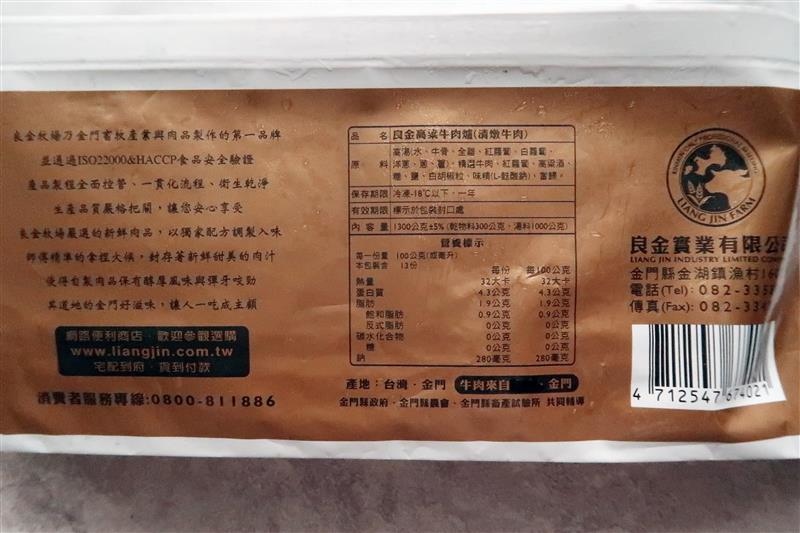 良金牧場乃金門畜牧產業與肉品製作的第一品牌
並通過ISO22000&HACCP食品安全驗證
產品製程全面控管、一貫化流程、衛生乾淨
生產品質嚴格把關，讓您安心享受
良金牧場嚴選的新鮮肉品，以獨家配方調製入味
師傅精準的拿捏火候，封存著新鮮甜美的肉汁
使得自製肉品保有醇厚風味與彈牙咬勁
其道地的金門好滋味，讓人一吃成主顧
網路便利商店，歡迎參觀選購
www.liangjin.com.tw
宅配到府．貨到付款
消費者服務專線:0800-811886
品 名 良金高粱牛肉爐(清燉牛肉)
原 料 高湯(水、牛骨、全雞、紅蘿蔔、白蘿蔔、
洋蔥、蔥、薑)、精選牛肉、紅蘿蔔、高粱酒、
糖、鹽、白胡椒粒、味精(L-麩酸鈉)、當歸。
保存期限 冷凍-18℃以下，一年
有效期限 標示於包裝封口處
內容量 1300公克±5% (乾物料300公克，湯料1000公克)
營養標示
每一份量 100公克(或毫升)
本包裝含 13份
每份 每100公克
熱量 32大卡 32大卡
蛋白質 4.3公克 4.3公克
脂肪 1.9公克 1.9公克
飽和脂肪 0.9公克 0.9公克
反式脂肪 0公克 0公克
碳水化合物 0公克 0公克
糖 0公克 0公克
鈉 280毫克 280毫克
產地：台灣．金門 牛肉來自 、金門
金門縣政府．金門縣農會．金門縣畜產試驗所 共同輔導
LIANG JIN FARM
良金實業有限公
LIANG JIN INDUSTRY LIMITED COM
金門縣金湖鎮漁村
電話(Tel): 082-33
傳真(Fax): 082-33
4 712547 674021